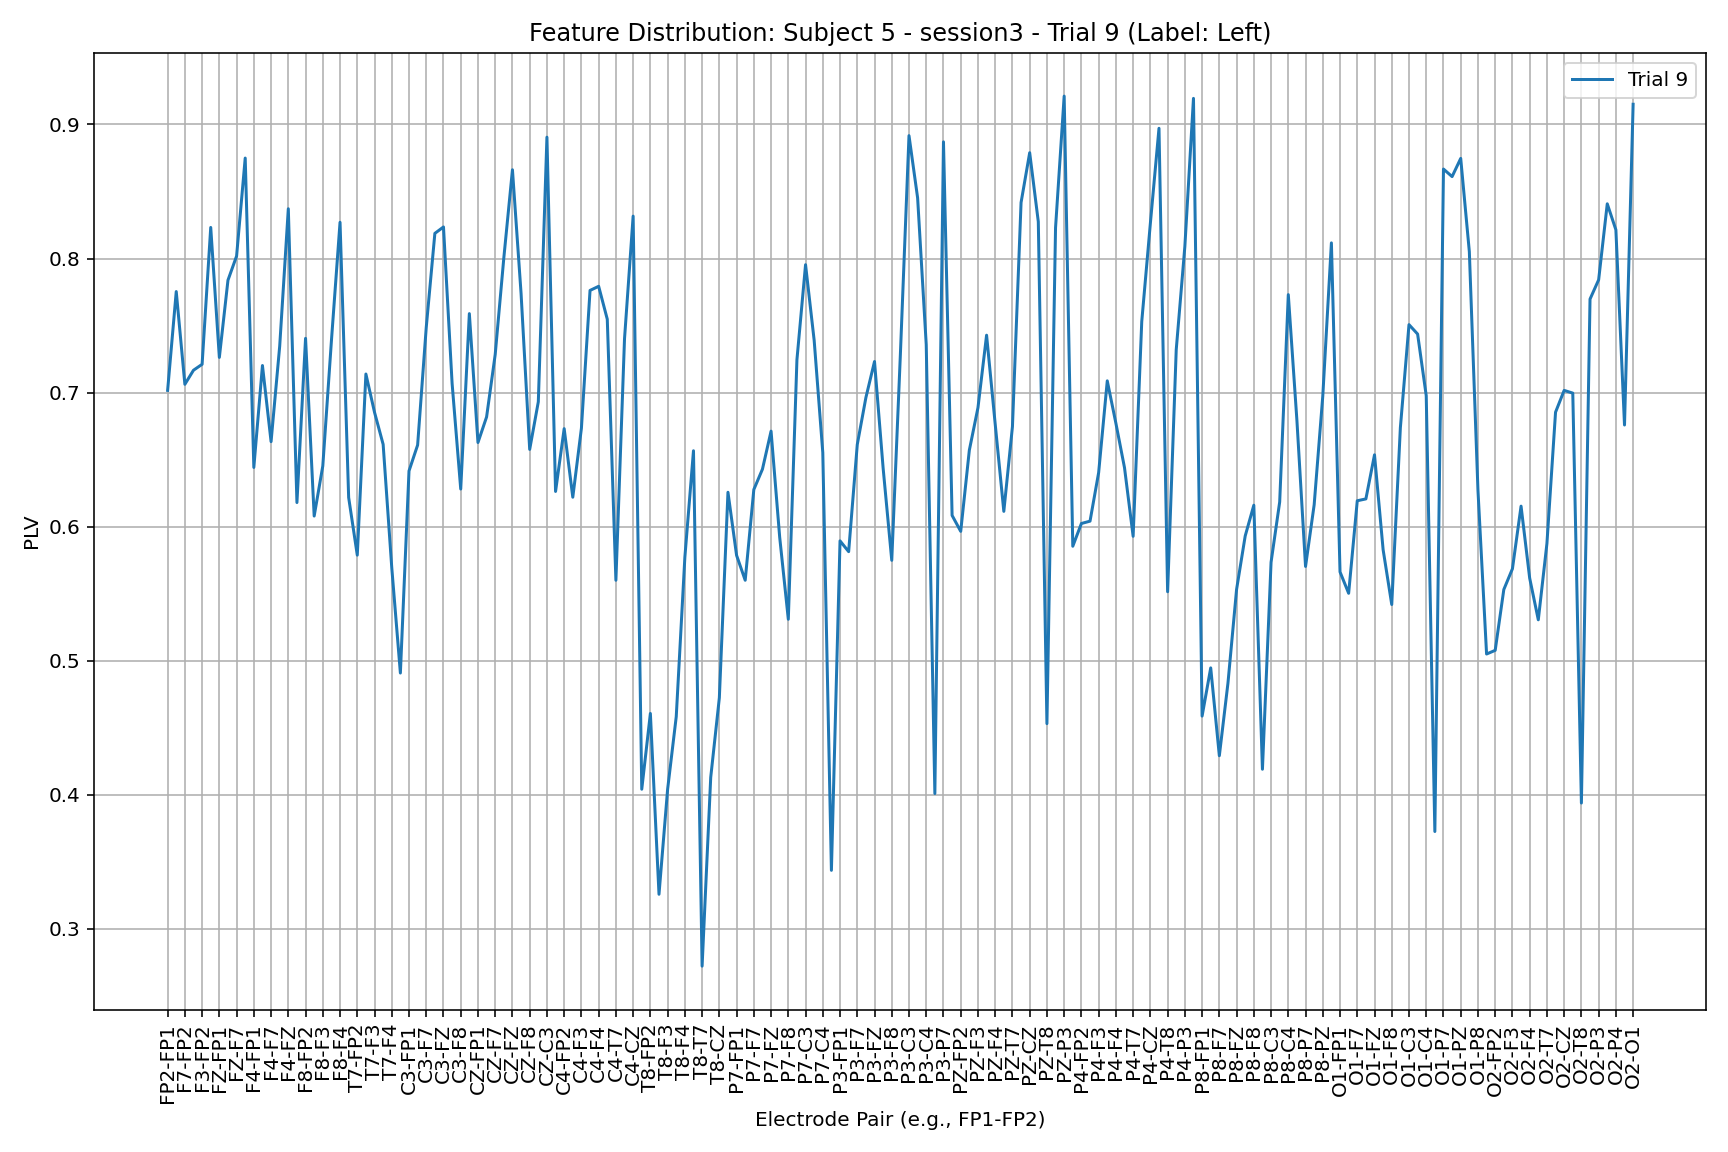 Feature Distribution: Subject 5 - session3 - Trial 9 (Label: Left)
Trial 9
PLV
0.9
0.8
0.7
0.6
0.5
0.4
0.3
FP2-FP1
F7-FP2
F3-FP2
FZ-FP1
FZ-F7
F4-FP1
F4-F7
F4-FZ
F8-FP2
F8-F3
F8-F4
T7-FP2
T7-F3
T7-F4
C3-FP1
C3-F7
C3-FZ
C3-F8
CZ-FP1
CZ-F7
CZ-FZ
CZ-F8
CZ-C3
C4-FP2
C4-F3
C4-F4
C4-T7
C4-CZ
T8-FP2
T8-F3
T8-F4
T8-T7
T8-CZ
P7-FP1
P7-F7
P7-FZ
P7-F8
P7-C3
P7-C4
P3-FP1
P3-F7
P3-FZ
P3-F8
P3-C3
P3-C4
P3-P7
PZ-FP2
PZ-F3
PZ-F4
PZ-T7
PZ-CZ
PZ-T8
PZ-P3
P4-FP2
P4-F3
P4-F4
P4-T7
P4-CZ
P4-T8
P4-P3
P8-FP1
P8-F7
P8-FZ
P8-F8
P8-C3
P8-C4
P8-P7
P8-PZ
O1-FP1
O1-F7
O1-FZ
O1-F8
O1-C3
O1-C4
O1-P7
O1-PZ
O1-P8
O2-FP2
O2-F3
O2-F4
O2-T7
O2-CZ
O2-T8
O2-P3
O2-P4
O2-O1
Electrode Pair (e.g., FP1-FP2)